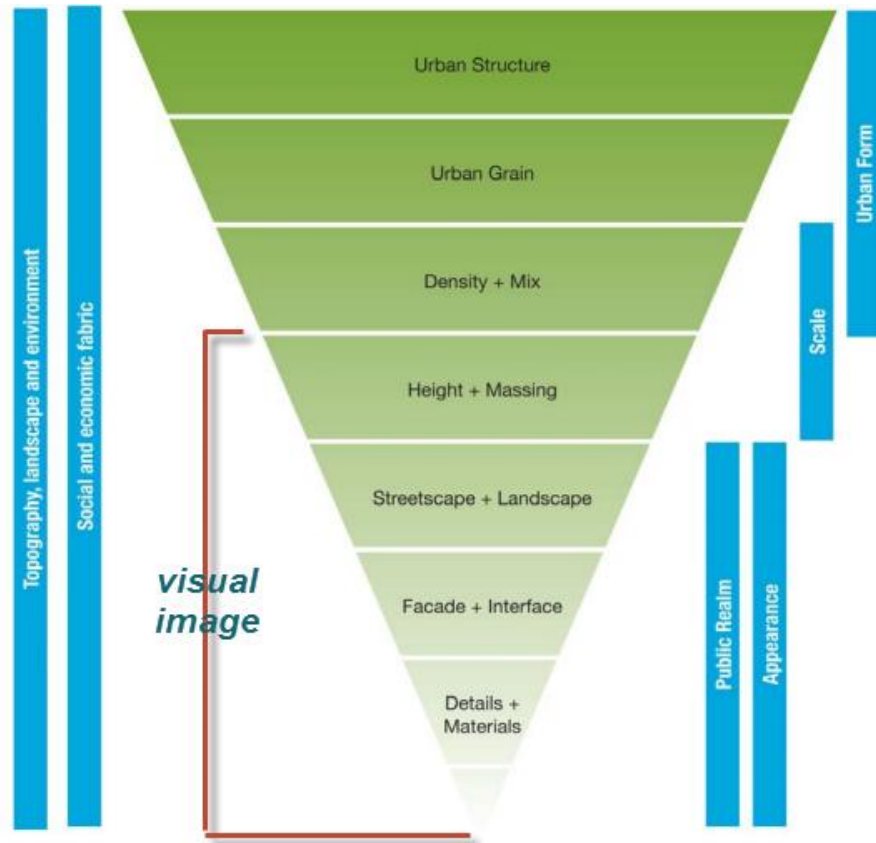 Topography, landscape and environment
Social and economic fabric
Urban Structure
Urban Grain
Density + Mix
Height + Massing
Streetscape + Landscape
Facade + Interface
Details +
Materials
visual
image
Public Realm
Appearance
Scale
Urban Form